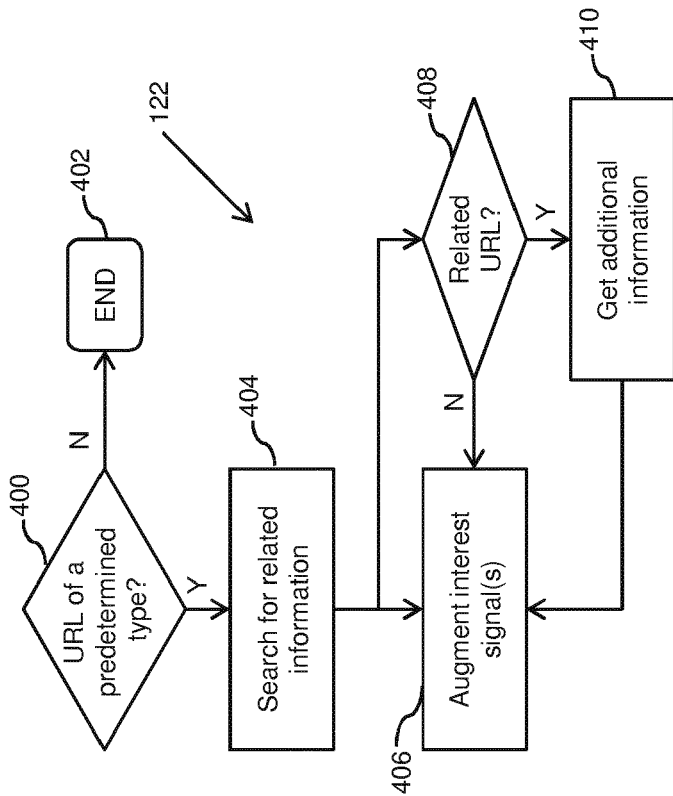 400
URL of a
predetermined
type?
N
402
END
122
Y
404
Search for related
information
406
Augment interest
signal(s)
N
408
Related
URL?
Y
410
Get additional
information